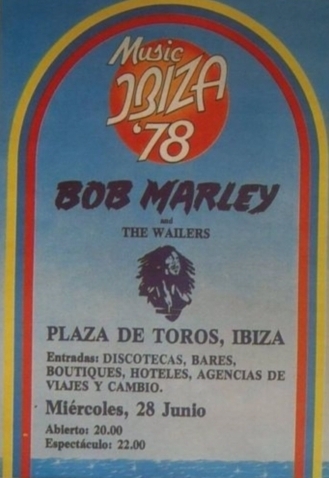 Music
IBIZA
'78
BOB MARLEY
and
THE WAILERS
PLAZA DE TOROS, IBIZA
Entradas: DISCOTECAS, BARES,
BOUTIQUES, HOTELES, AGENCIAS DE
VIAJES Y CAMBIO.
Miércoles, 28 Junio
Abierto: 20.00
Espectáculo: 22.00